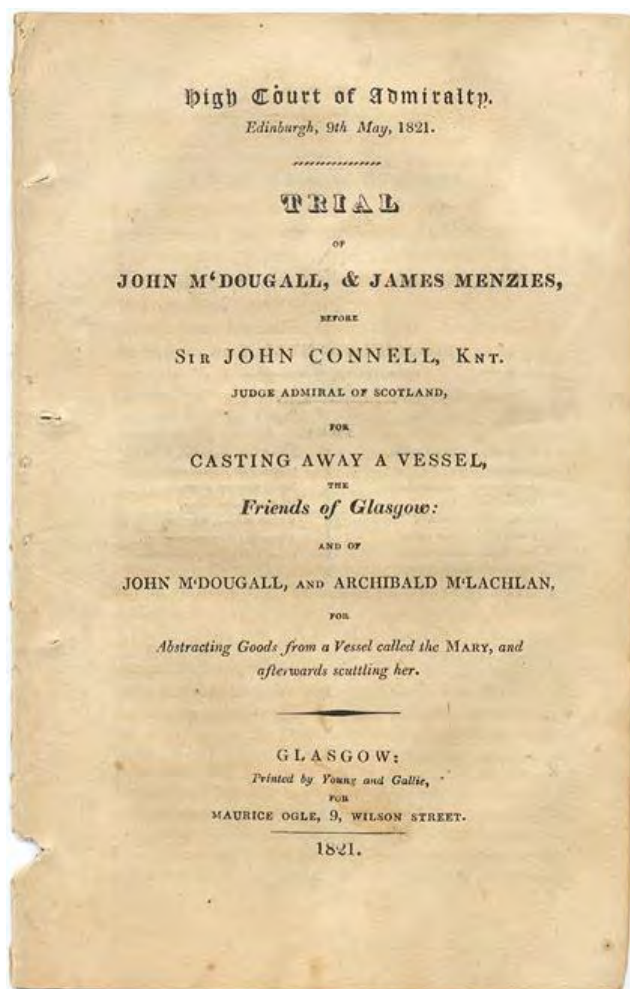 High Court of Admiralty.
Edinburgh, 9th May, 1821.
TRIAL
OF
JOHN M‘DOUGALL, & JAMES MENZIES,
BEFORE
SIR JOHN CONNELL, KNT.
JUDGE ADMIRAL OF SCOTLAND,
FOR
CASTING AWAY A VESSEL,
THE
Friends of Glasgow:
AND OF
JOHN M‘DOUGALL, AND ARCHIBALD M‘LACHLAN,
FOR
Abstracting Goods from a Vessel called the MARY, and
afterwards scuttling her.
GLASGOW:
Printed by Young and Gallie,
FOR
MAURICE OGLE, 9, WILSON STREET.
1821.